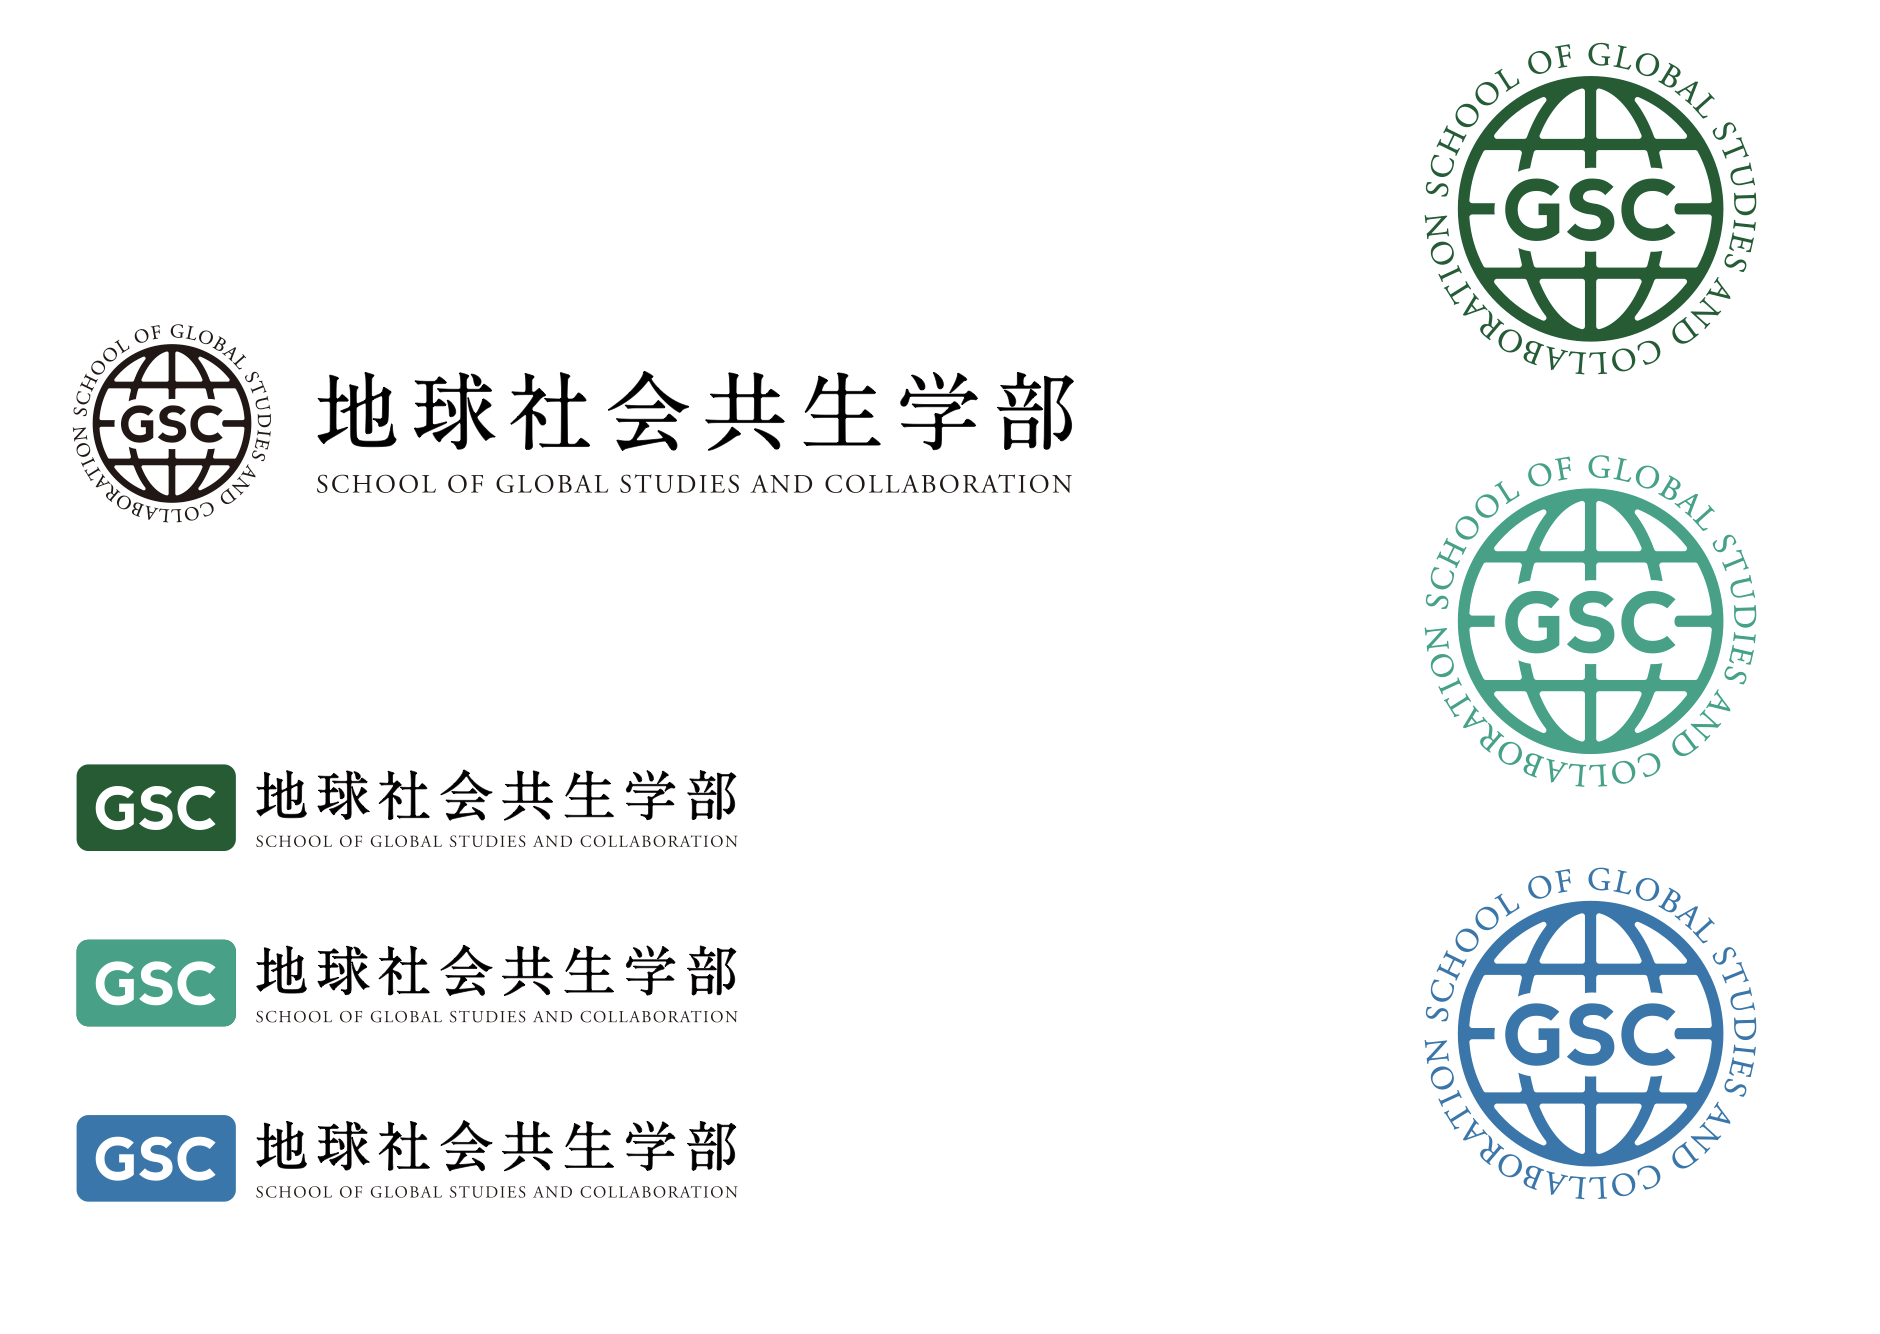 SCHOOL OF GLOBAL STUDIES AND COLLABORATION
GSC
地球社会共生学部
SCHOOL OF GLOBAL STUDIES AND COLLABORATION
GSC
地球社会共生学部
SCHOOL OF GLOBAL STUDIES AND COLLABORATION
GSC
地球社会共生学部
SCHOOL OF GLOBAL STUDIES AND COLLABORATION
GSC
地球社会共生学部
SCHOOL OF GLOBAL STUDIES AND COLLABORATION
SCHOOL OF GLOBAL STUDIES AND COLLABORATION
GSC
SCHOOL OF GLOBAL STUDIES AND COLLABORATION
GSC
SCHOOL OF GLOBAL STUDIES AND COLLABORATION
GSC